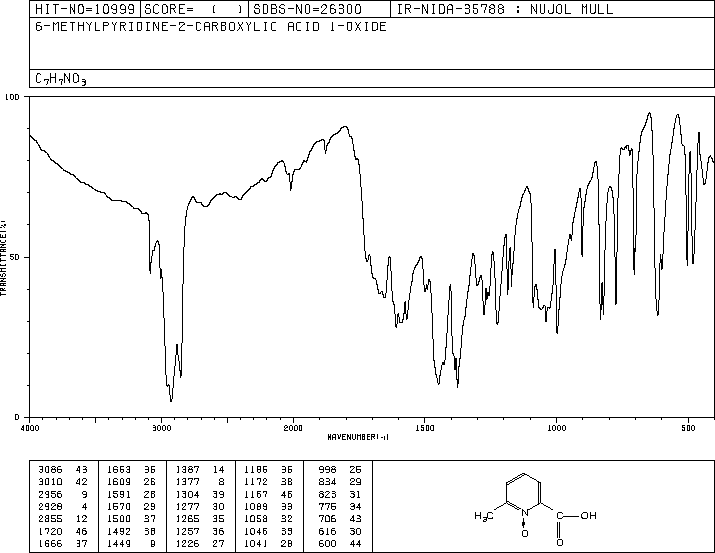 HIT-NO=10999 SCORE= ( ) SDBS-NO=26300 IR-NIDA-35788 : NUJOL MULL
6-METHYLPYRIDINE-2-CARBOXYLIC ACID 1-OXIDE
C7H7NO3
100
50
0
TRANSMITTANCE(%)
4000 3000 2000 1500 1000 500
WAVENUMBER(-1)
3086 43 1653 36 1387 14 1186 36 998 25
3010 42 1609 26 1377 8 1172 38 834 29
2956 9 1591 28 1304 39 1167 46 823 31
2928 4 1570 29 1277 30 1089 33 775 34
2855 12 1500 37 1265 35 1058 32 706 43
1720 46 1492 38 1257 36 1046 33 616 30
1666 37 1449 9 1226 27 1041 28 600 44
H3C N C OH
O O